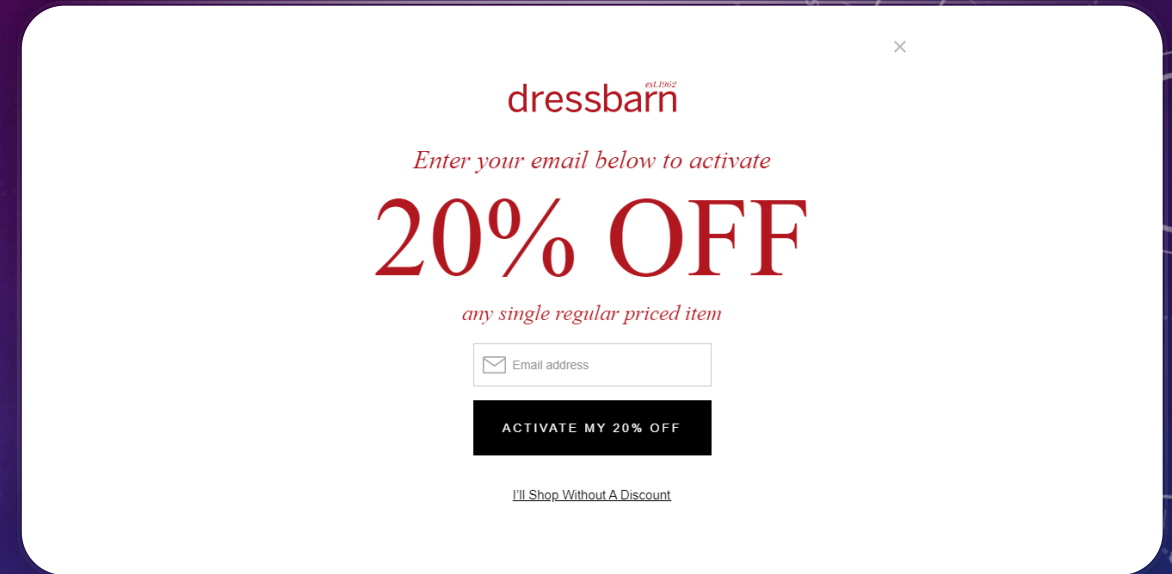 est.1962
dressbarn
Enter your email below to activate
20% OFF
any single regular priced item
Email address
ACTIVATE MY 20% OFF
I'll Shop Without A Discount